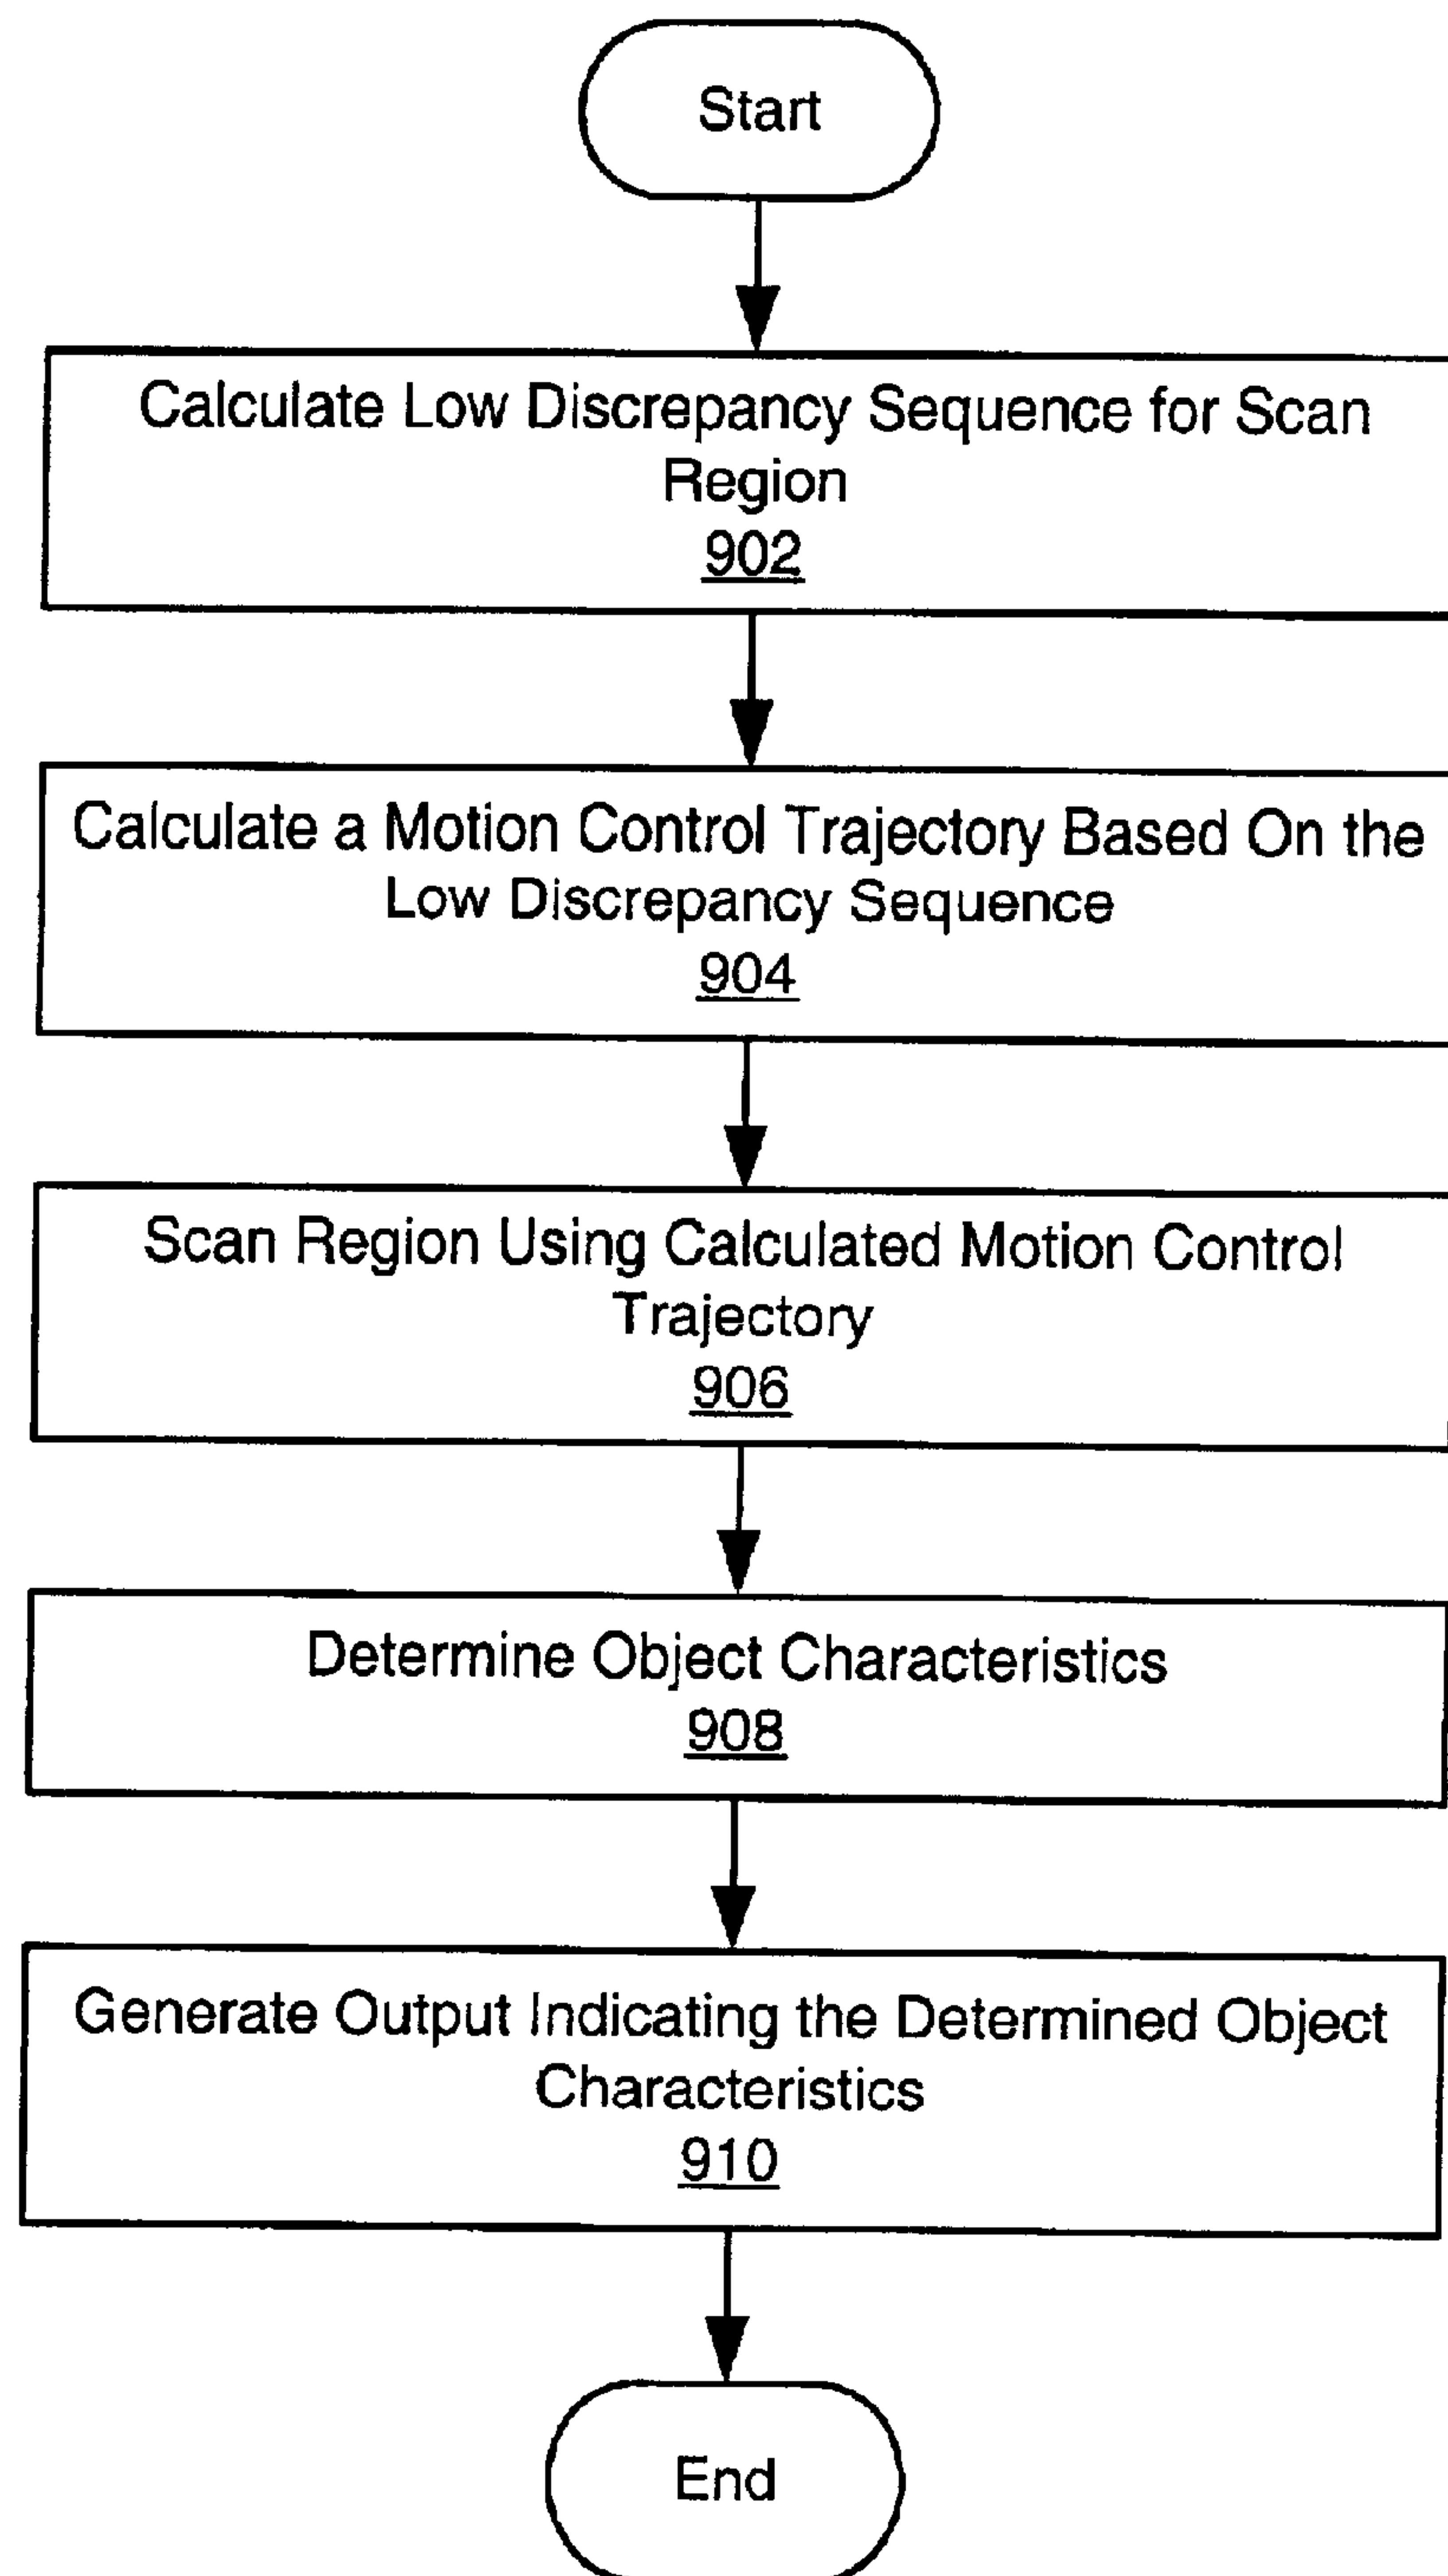 Start
Calculate Low Discrepancy Sequence for Scan
Region
902
Calculate a Motion Control Trajectory Based On the
Low Discrepancy Sequence
904
Scan Region Using Calculated Motion Control
Trajectory
906
Determine Object Characteristics
908
Generate Output Indicating the Determined Object
Characteristics
910
End